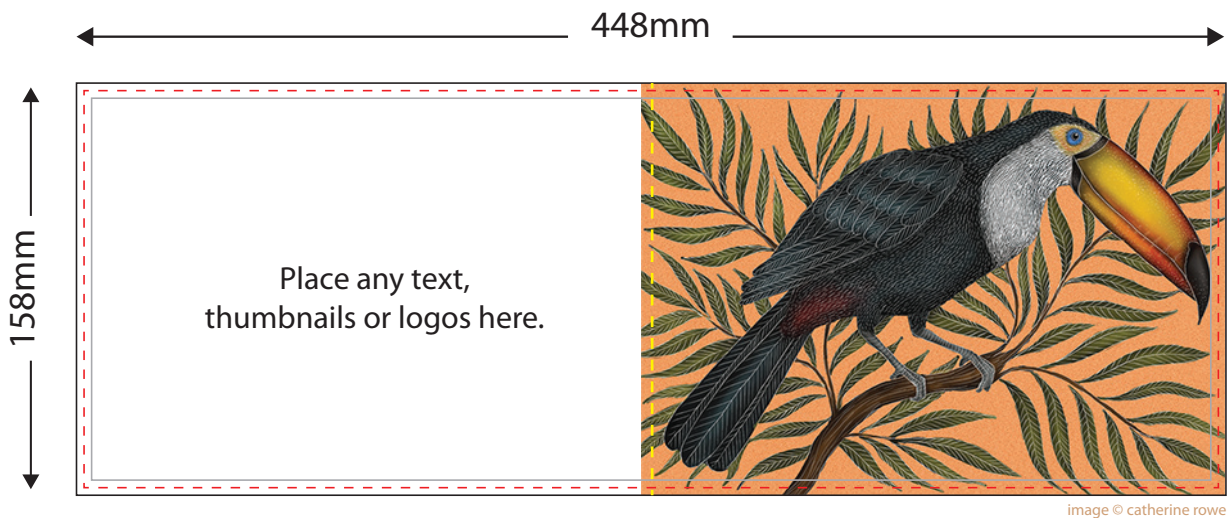 448mm
158mm
Place any text,
thumbnails or logos here.
image © catherine rowe